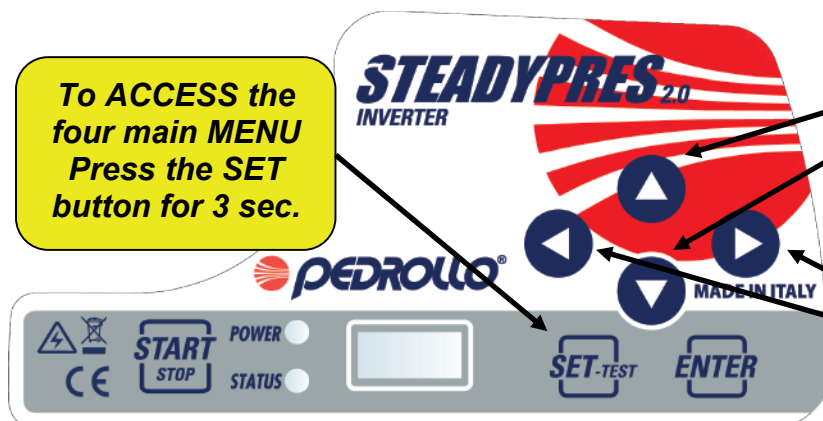 To ACCESS the
four main MENU
Press the SET
button for 3 sec.
STEADYPRES 2.0
INVERTER
PEDROLLO®
MADE IN ITALY
START
STOP
POWER
STATUS
CE
SET-TEST
ENTER